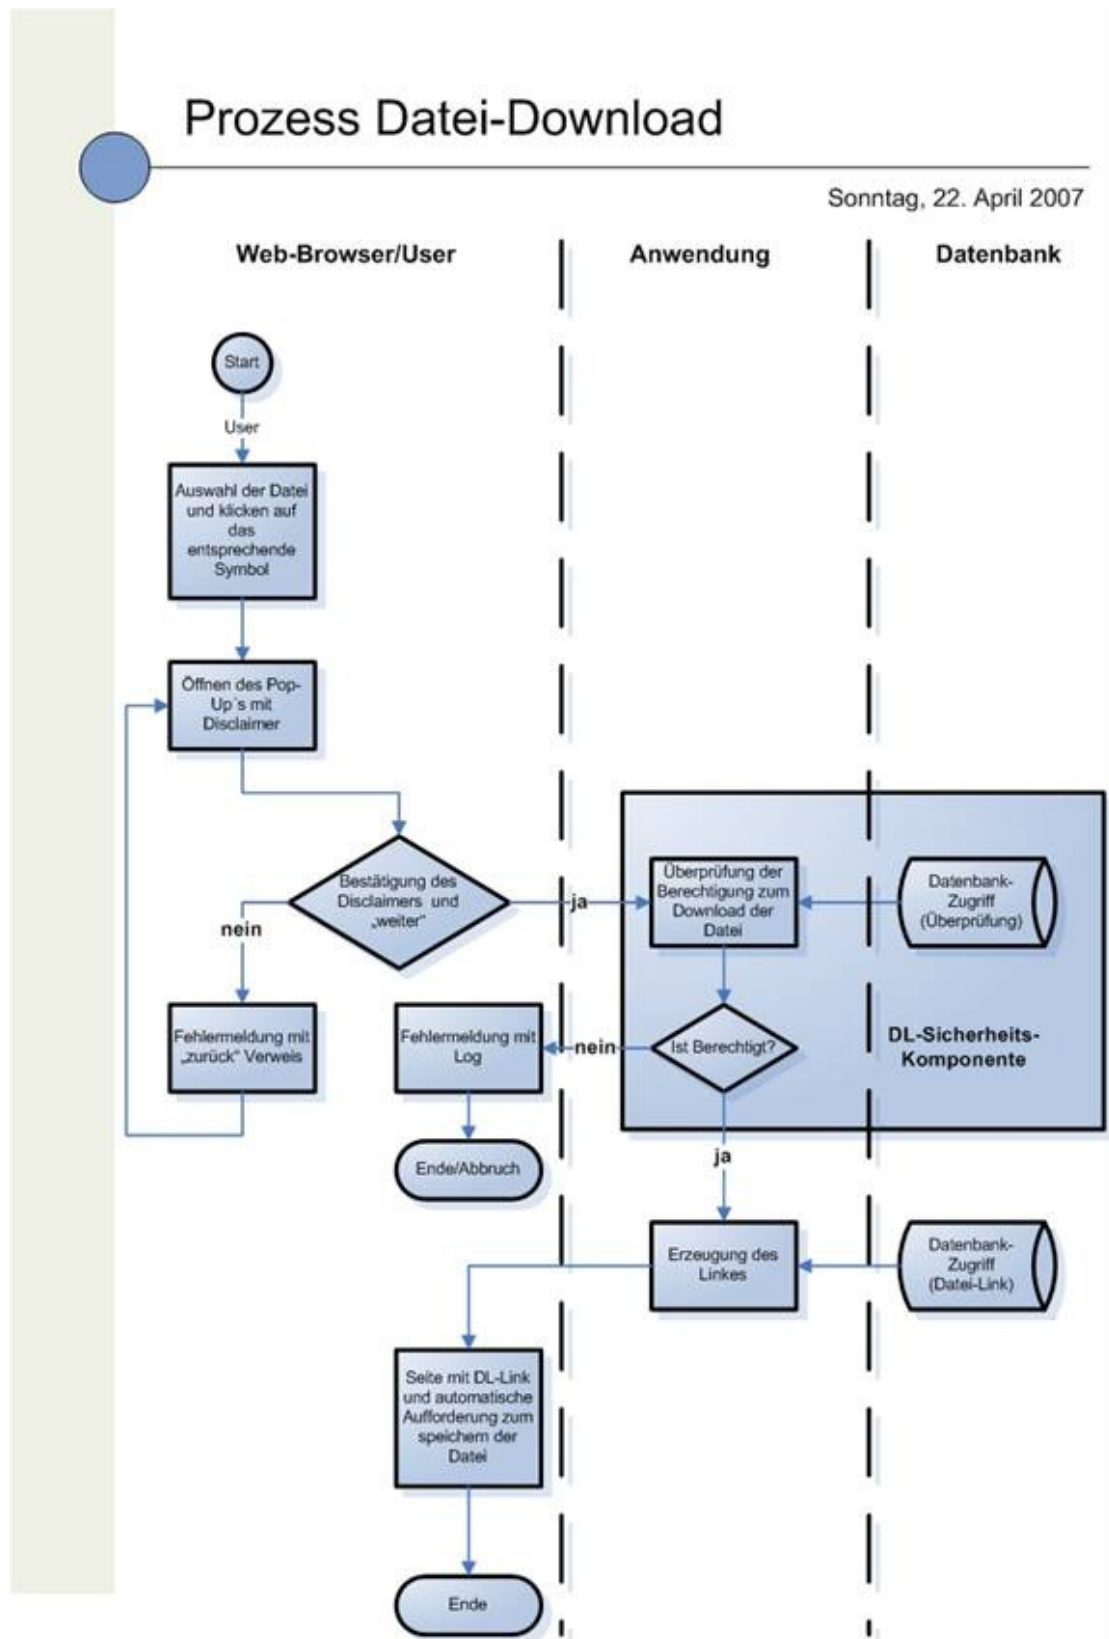 Prozess Datei-Download
Sonntag, 22. April 2007
Web-Browser/User
Anwendung
Datenbank
Start
User
Auswahl der Datei
und klicken auf
das
entsprechende
Symbol
Öffnen des Pop-
Up´s mit
Disclaimer
Bestätigung des
Disclaimers und
„weiter“
ja
Überprüfung der
Berechtigung zum
Download der
Datei
Datenbank-
Zugriff
(Überprüfung)
nein
Fehlermeldung mit
„zurück“ Verweis
Fehlermeldung mit
Log
nein
Ist Berechtigt?
DL-Sicherheits-
Komponente
Ende/Abbruch
ja
Erzeugung des
Linkes
Datenbank-
Zugriff
(Datei-Link)
Seite mit DL-Link
und automatische
Aufforderung zum
speichern der
Datei
Ende